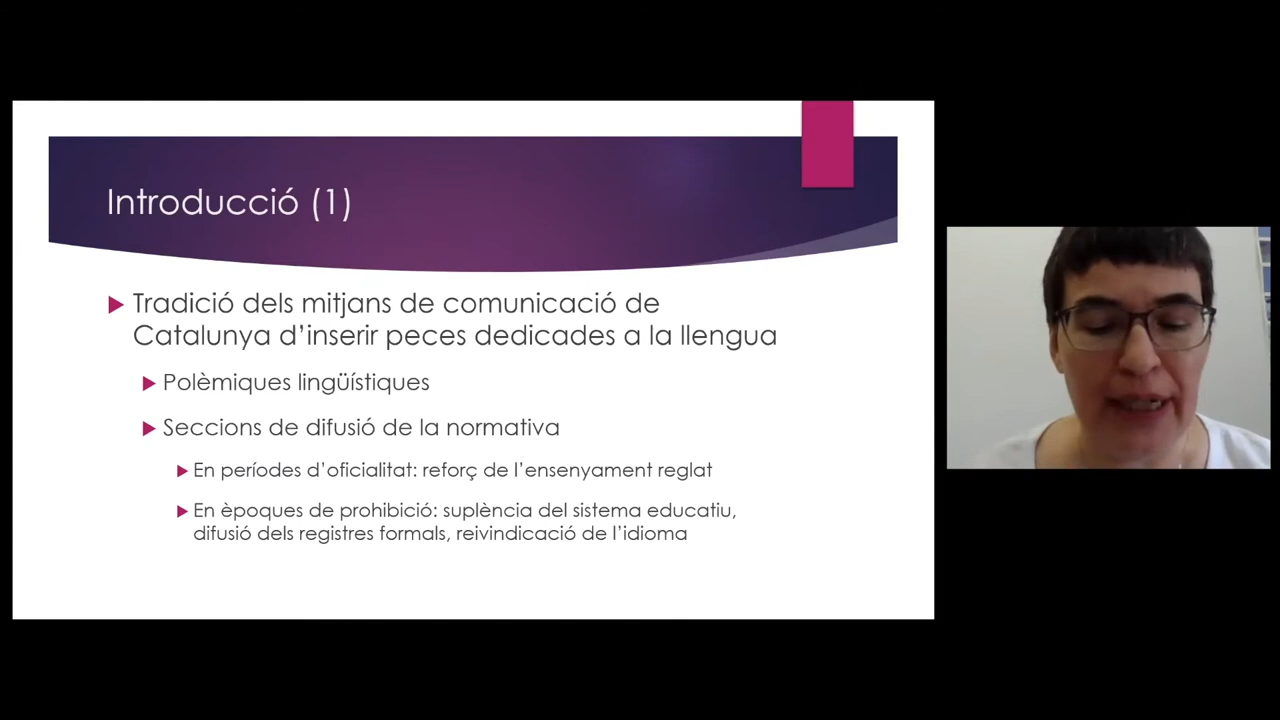 Introducció (1)
Tradició dels mitjans de comunicació de
Catalunya d’inserir peces dedicades a la llengua
Polèmiques lingüístiques
Seccions de difusió de la normativa
En períodes d’oficialitat: reforç de l’ensenyament reglat
En èpoques de prohibició: suplència del sistema educatiu,
difusió dels registres formals, reivindicació de l’idioma